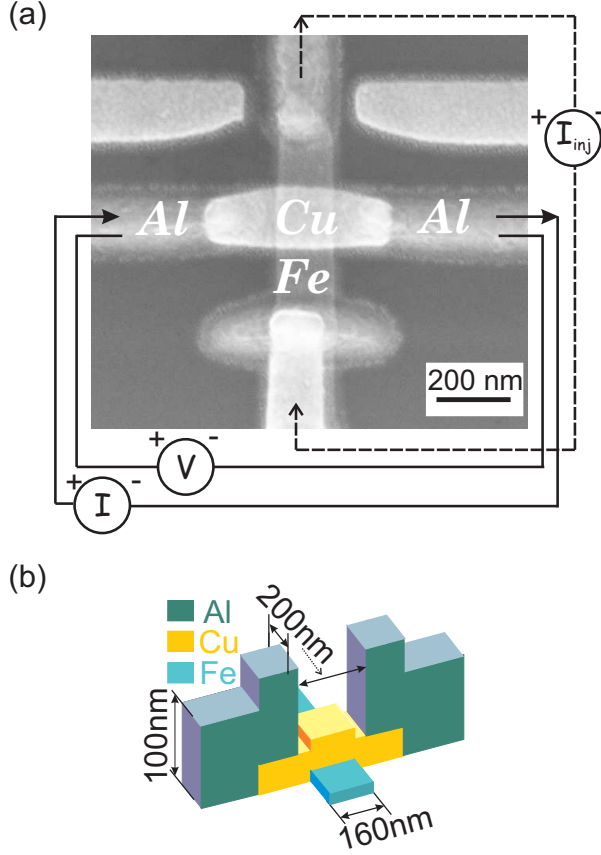 (a)
+ -
I inj
Al Cu Al
Fe
200 nm
+ -
V
+ -
I
(b)
Al
Cu
Fe
200nm
100nm
160nm